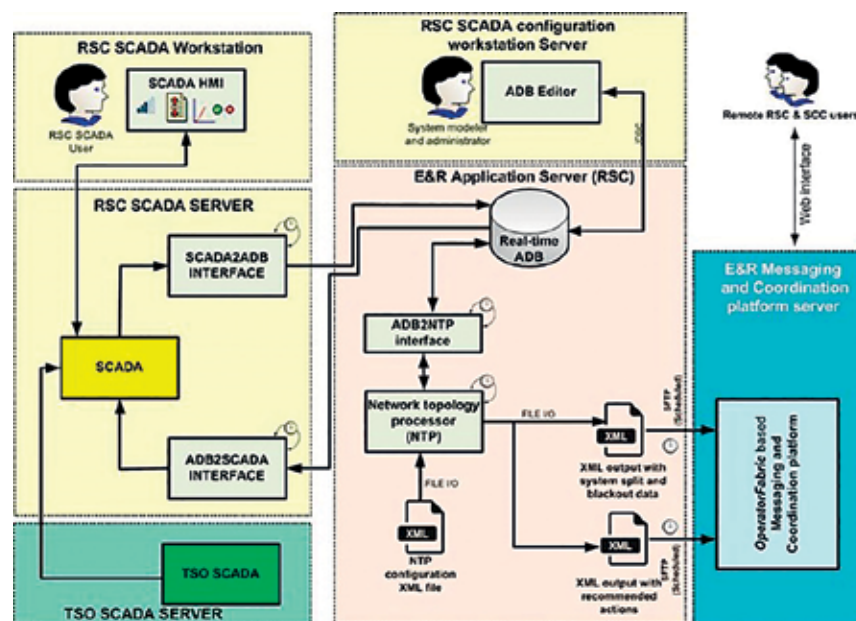 RSC SCADA Workstation
SCADA HMI
RSC SCADA
User
RSC SCADA configuration
workstation Server
ADB Editor
System modeler
and administrator
Remote RSC & SCC users
Web interface
RSC SCADA SERVER
SCADA2ADB
INTERFACE
SCADA
ADB2SCADA
INTERFACE
TSO SCADA
TSO SCADA SERVER
E&R Application Server (RSC)
Real-time
ADB
ADB2NTP
interface
Network topology
processor
(NTP)
FILE I/O
FILE I/O
XML
NTP
configuration
XML file
XML
XML output with
system split and
blackout data
SFTP
(Scheduled)
XML
XML output with
recommended
actions
SFTP
(Scheduled)
E&R Messaging
and Coordination
platform server
OperatorFabric based
Messaging and
Coordination platform